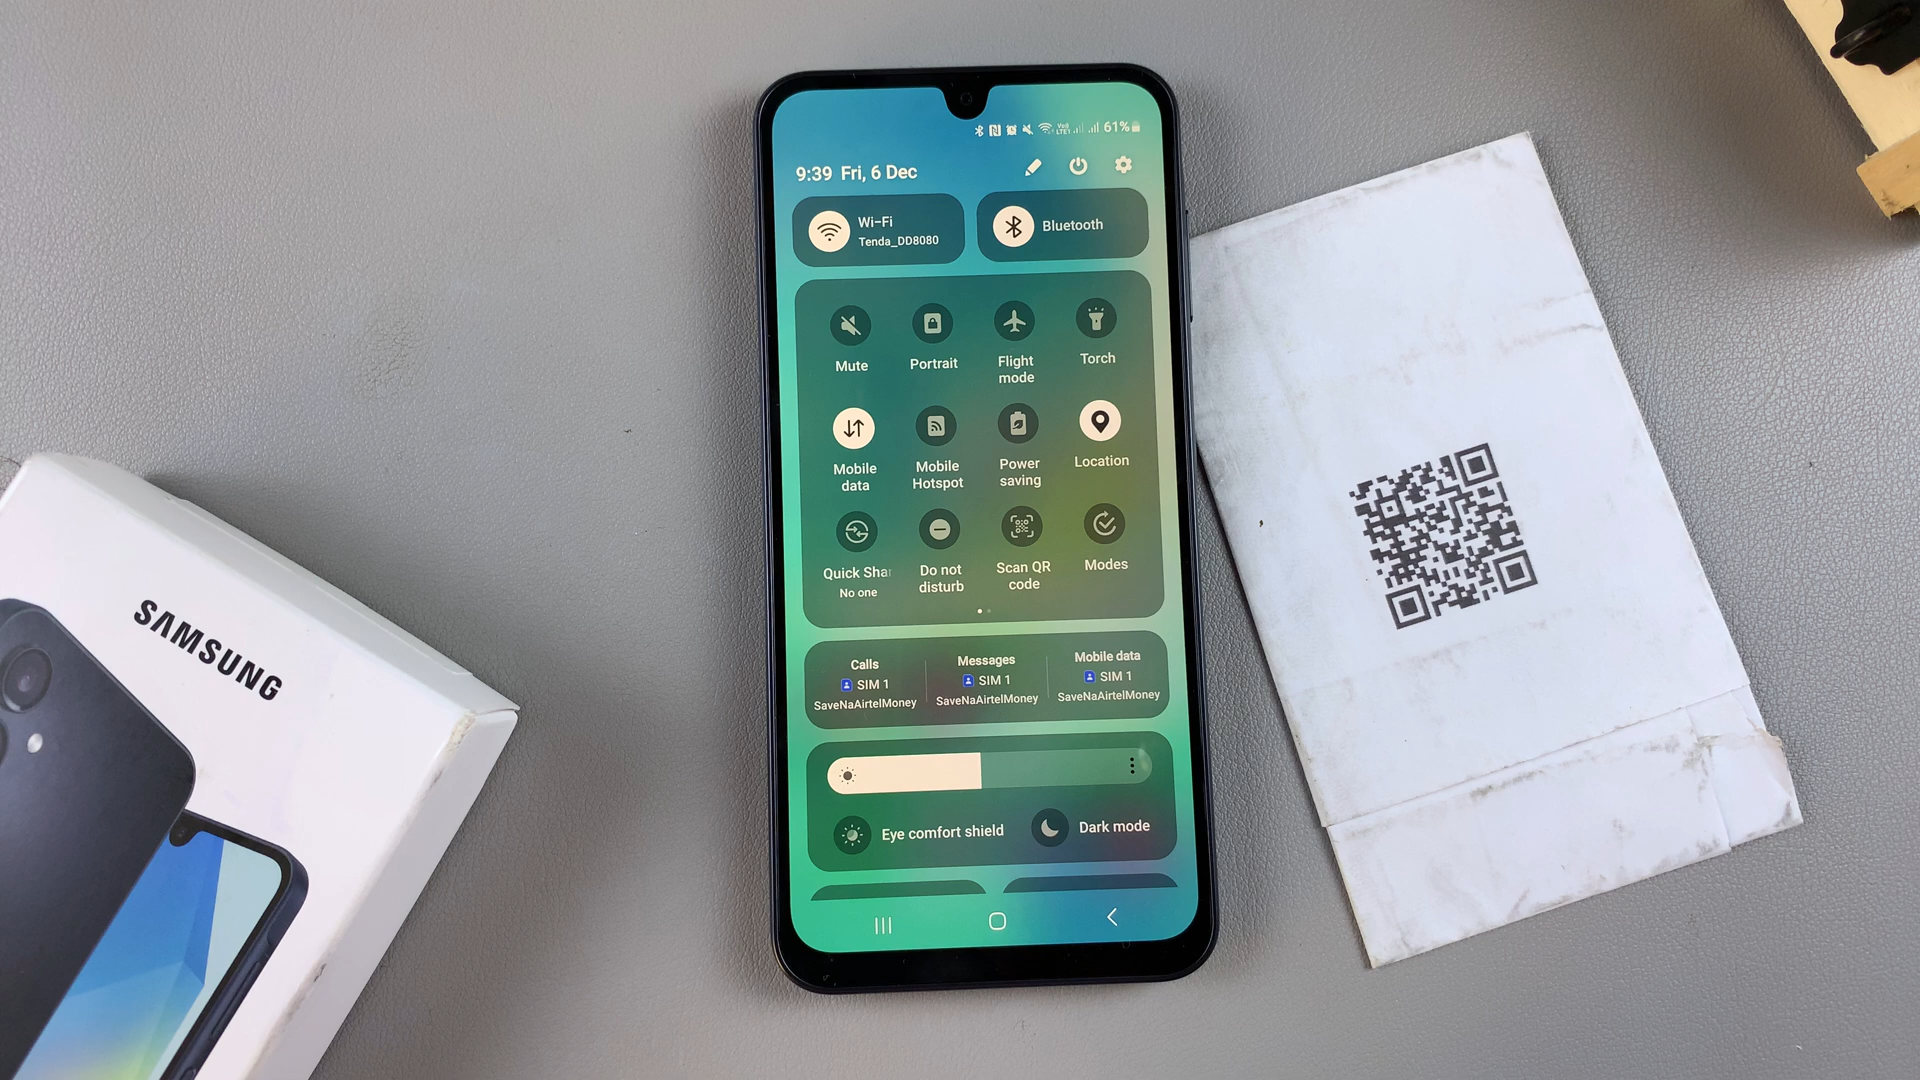 61%
9:39 Fri, 6 Dec
Wi-Fi
Tenda_DD8080
Bluetooth
Mute
Portrait
Flight
mode
Torch
Mobile
data
Mobile
Hotspot
Power
saving
Location
Quick Sha
No one
Do not
disturb
Scan QR
code
Modes
Calls
SIM 1
SaveNaAirtelMoney
Messages
SIM 1
SaveNaAirtelMoney
Mobile data
SIM 1
SaveNaAirtelMoney
Eye comfort shield
Dark mode
SAMSUNG